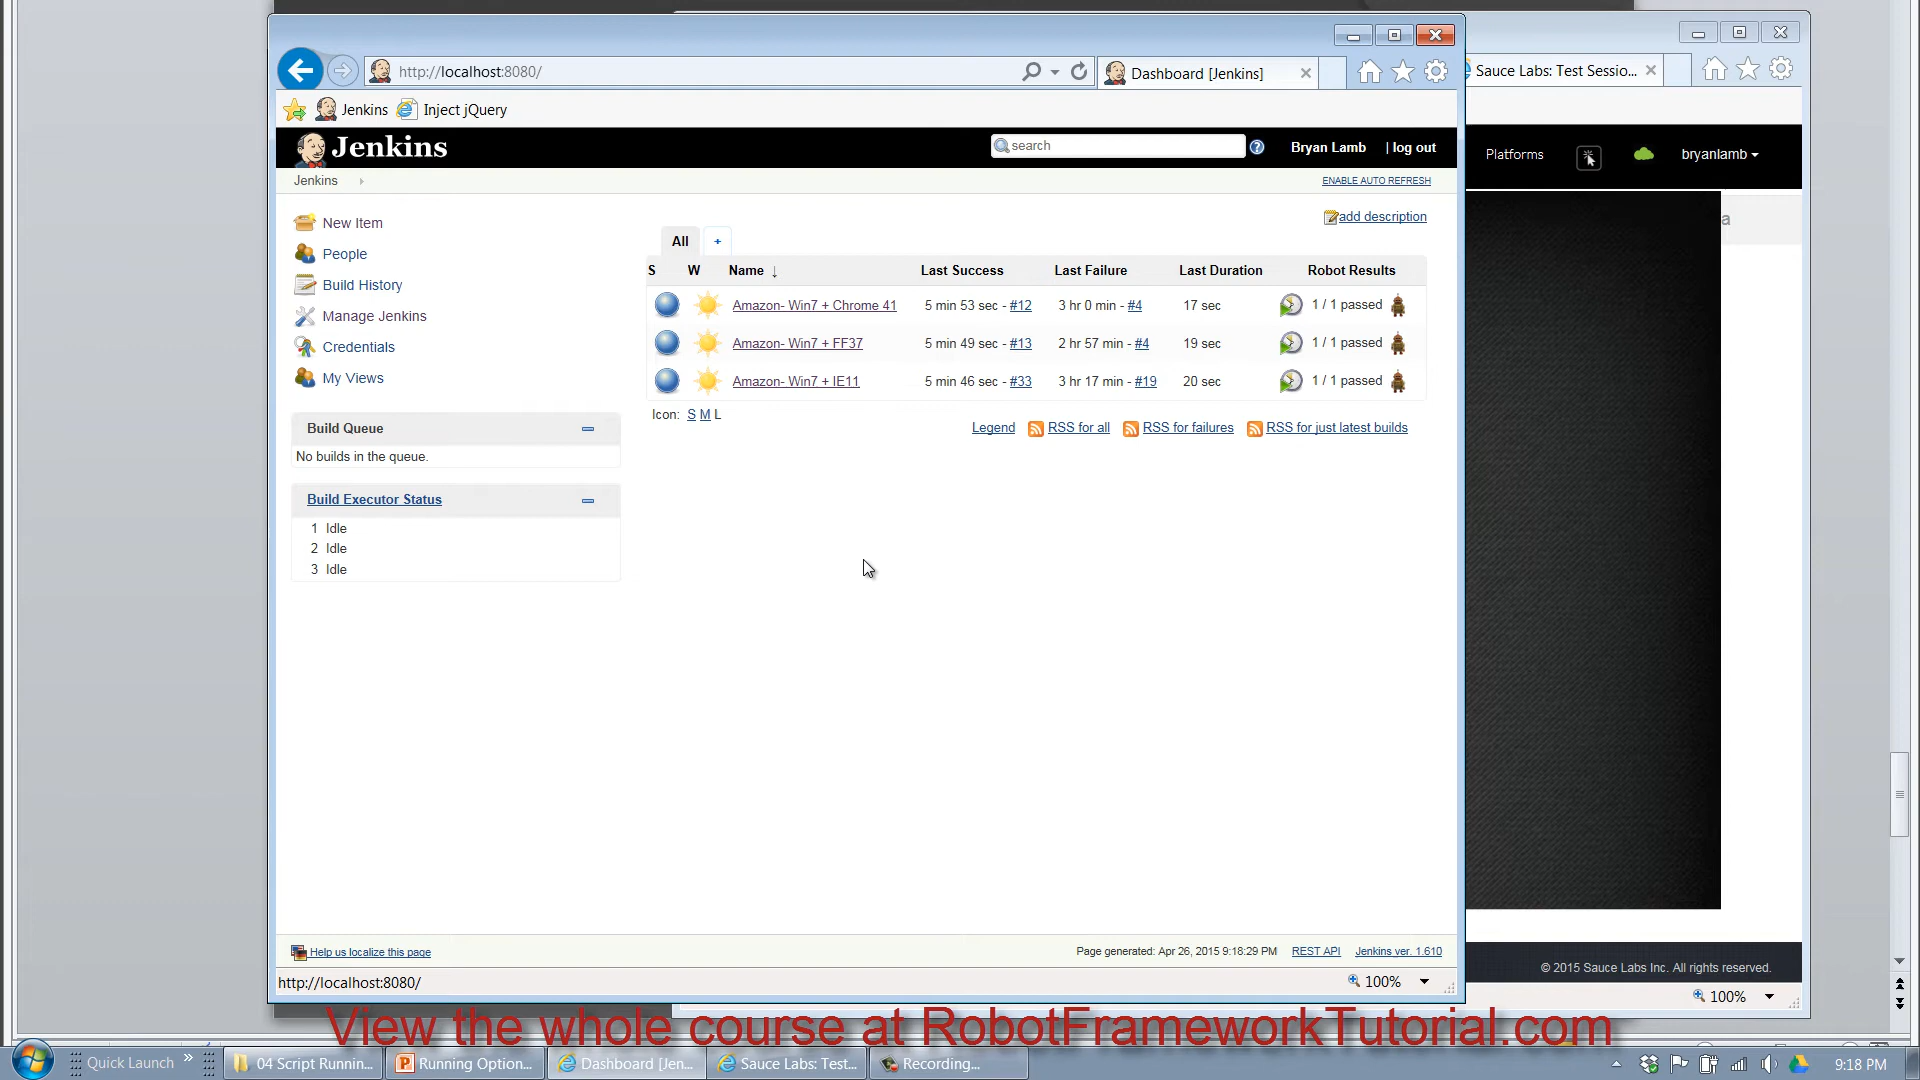 http://localhost:8080/
Dashboard [Jenkins]
Sauce Labs: Test Sessio...
Jenkins
Inject jQuery
Jenkins
search
Bryan Lamb
| log out
Platforms
bryanlamb
Jenkins
ENABLE AUTO REFRESH
add description
a
New Item
People
Build History
Manage Jenkins
Credentials
My Views
All
+
S W Name ↓ Last Success Last Failure Last Duration Robot Results
Amazon- Win7 + Chrome 41 5 min 53 sec - #12 3 hr 0 min - #4 17 sec 1 / 1 passed
Amazon- Win7 + FF37 5 min 49 sec - #13 2 hr 57 min - #4 19 sec 1 / 1 passed
Amazon- Win7 + IE11 5 min 46 sec - #33 3 hr 17 min - #19 20 sec 1 / 1 passed
Icon: S M L
Legend RSS for all RSS for failures RSS for just latest builds
Build Queue
No builds in the queue.
Build Executor Status
1 Idle
2 Idle
3 Idle
Help us localize this page
Page generated: Apr 26, 2015 9:18:29 PM REST API Jenkins ver. 1.610
http://localhost:8080/
100%
© 2015 Sauce Labs Inc. All rights reserved.
100%
View the whole course at RobotFrameworkTutorial.com
Quick Launch »
04 Script Runnin...
Running Option...
Dashboard [Jen...
Sauce Labs: Test...
Recording...
9:18 PM